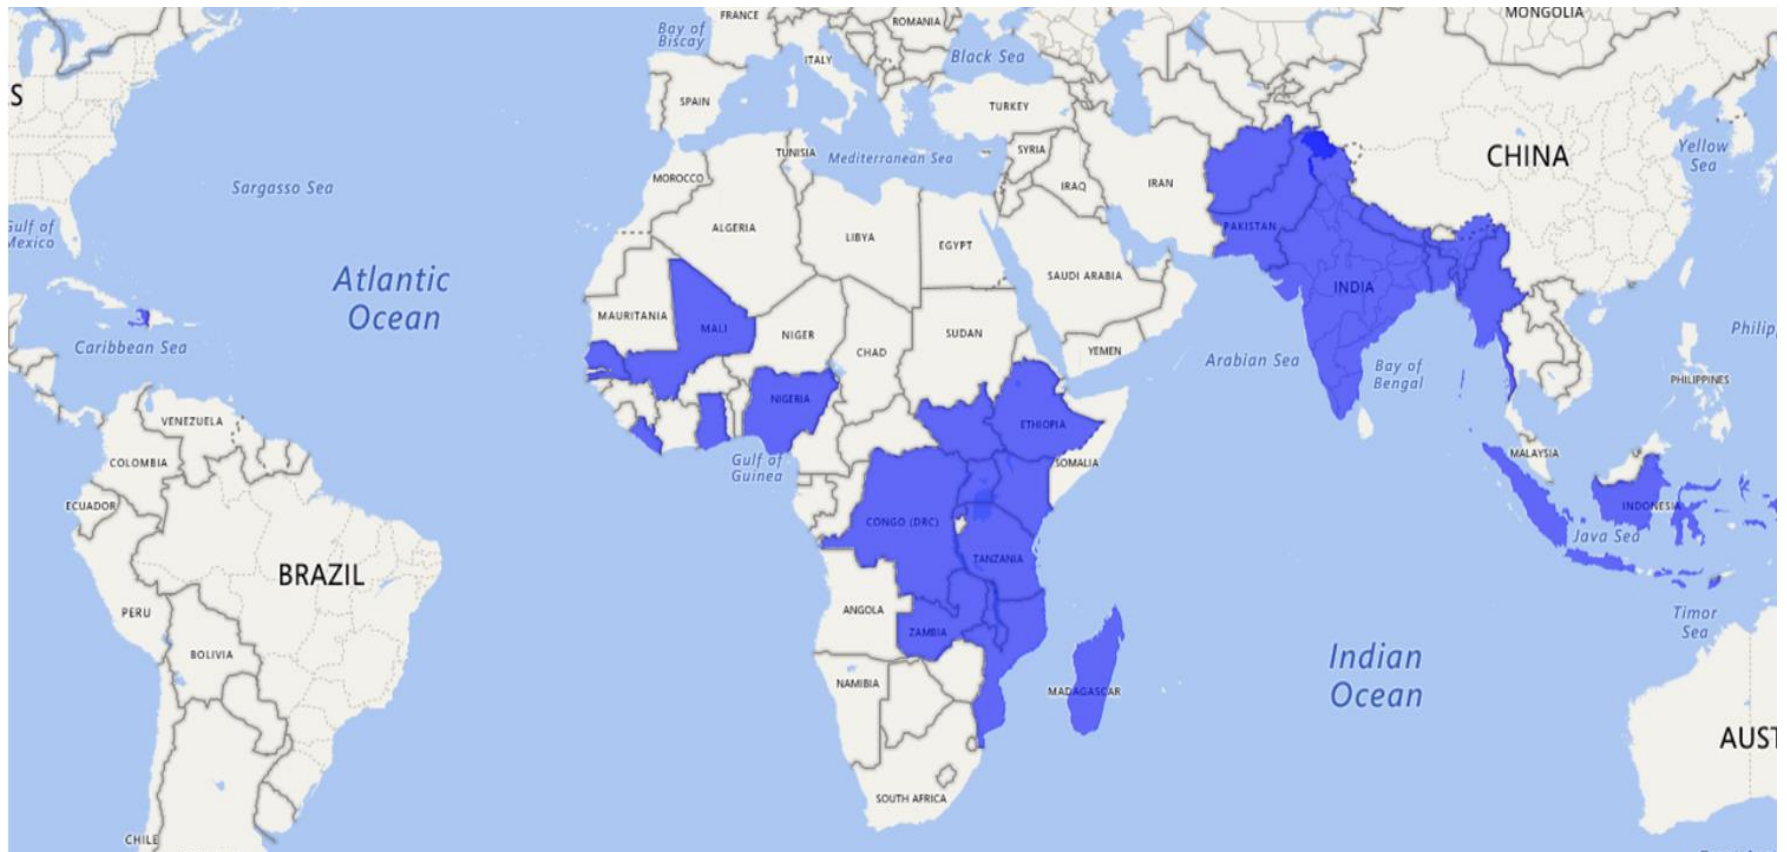 MONGOLIA
FRANCE
ROMANIA
Bay of
Biscay
Black Sea
ITALY
S
SPAIN
TURKEY
CHINA
Yellow
Sea
TUNISIA
Mediterranean Sea
SYRIA
MOROCCO
IRAQ
IRAN
Sargasso Sea
Gulf of
Mexico
ALGERIA
LIBYA
EGYPT
PAKISTAN
SAUDI ARABIA
Atlantic
Ocean
INDIA
MAURITANIA
MALI
NIGER
SUDAN
Philip
Caribbean Sea
CHAD
YEMEN
Arabian Sea
Bay of
Bengal
PHILIPPINES
NIGERIA
VENEZUELA
ETHIOPIA
COLOMBIA
Gulf of
Guinea
SOMALIA
MALAYSIA
ECUADOR
CONGO (DRC)
INDONESIA
Java Sea
BRAZIL
TANZANIA
PERU
ANGOLA
Timor
Sea
ZAMBIA
BOLIVIA
Indian
Ocean
NAMIBIA
MADAGASCAR
AUST
SOUTH AFRICA
CHILE